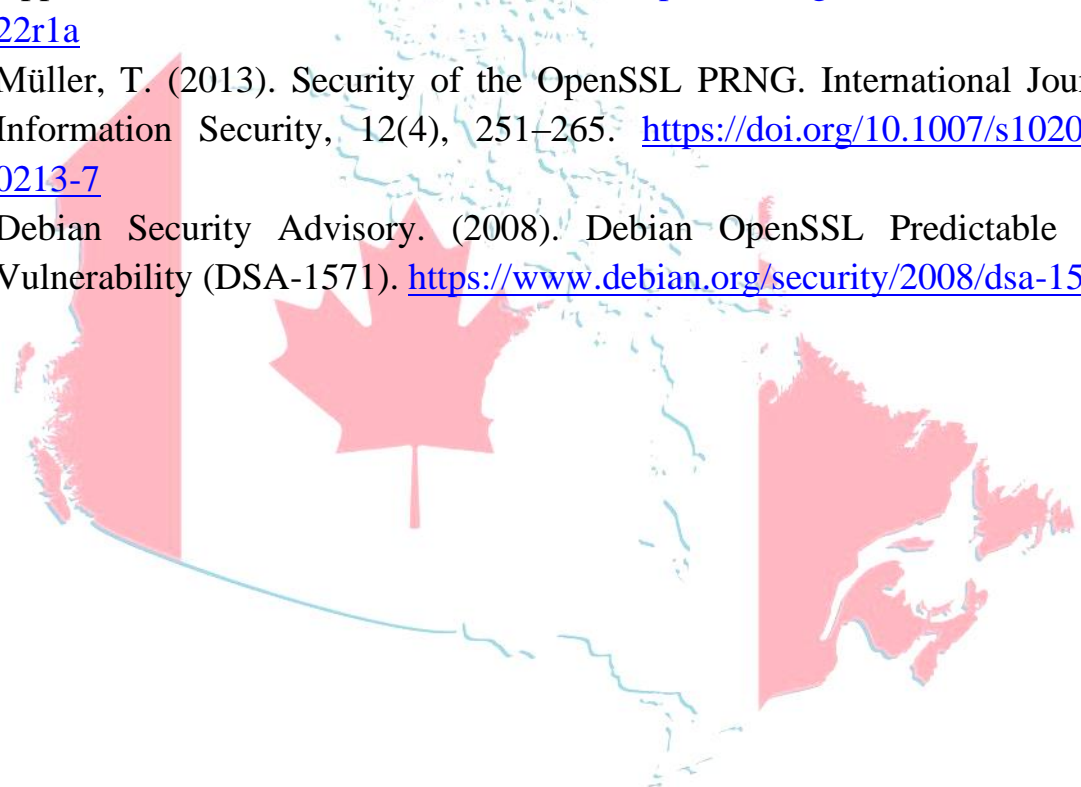 22r1a
Müller, T. (2013). Security of the OpenSSL PRNG. International Jour
Information Security, 12(4), 251–265. https://doi.org/10.1007/s1020
0213-7
Debian Security Advisory. (2008). Debian OpenSSL Predictable
Vulnerability (DSA-1571). https://www.debian.org/security/2008/dsa-15